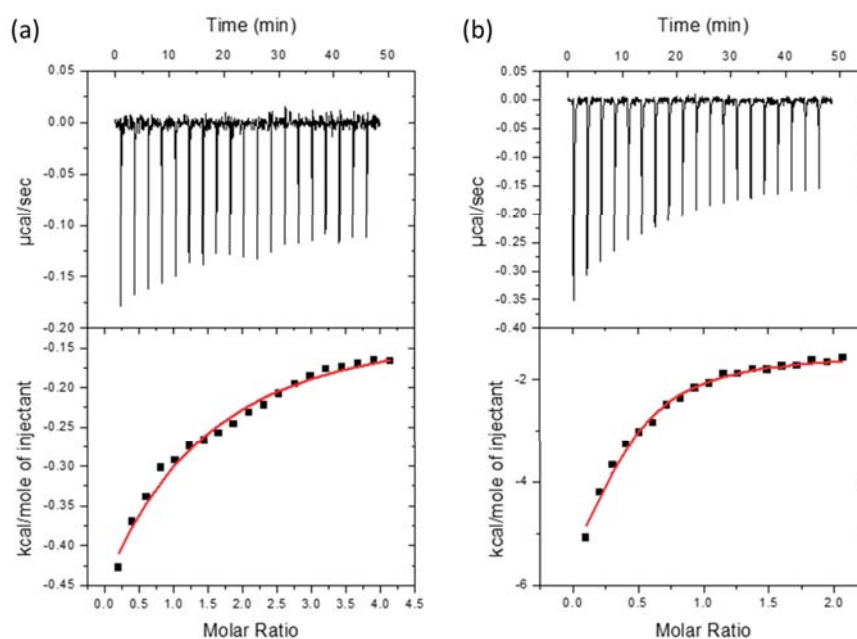 (a)
Time (min)
0 10 20 30 40 50
0.05
0.00
-0.05
-0.10
-0.15
-0.20
µcal/sec
-0.15
-0.20
-0.25
-0.30
-0.35
-0.40
-0.45
kcal/mole of injectant
0.0 0.5 1.0 1.5 2.0 2.5 3.0 3.5 4.0 4.5
Molar Ratio
(b)
Time (min)
0 10 20 30 40 50
0.05
0.00
-0.05
-0.10
-0.15
-0.20
-0.25
-0.30
-0.35
-0.40
µcal/sec
-2
-4
-6
kcal/mole of injectant
0.0 0.5 1.0 1.5 2.0
Molar Ratio